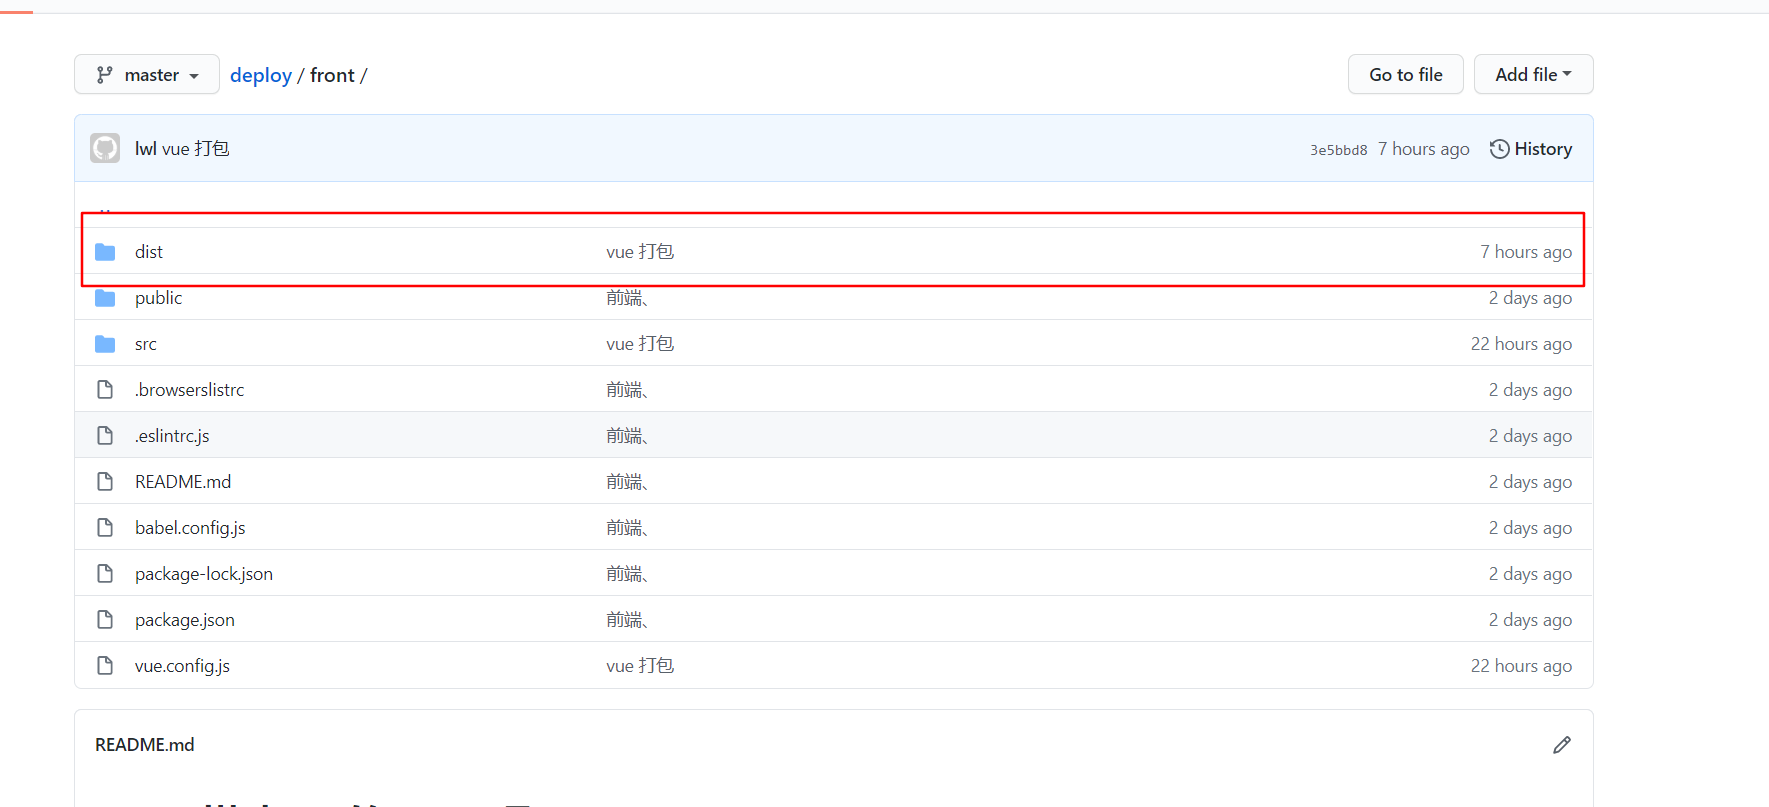 master deploy / front / Go to file Add file
lwl vue 打包 3e5bbd8 7 hours ago History
dist vue 打包 7 hours ago
public 前端、 2 days ago
src vue 打包 22 hours ago
.browserslistrc 前端、 2 days ago
.eslintrc.js 前端、 2 days ago
README.md 前端、 2 days ago
babel.config.js 前端、 2 days ago
package-lock.json 前端、 2 days ago
package.json 前端、 2 days ago
vue.config.js vue 打包 22 hours ago
README.md